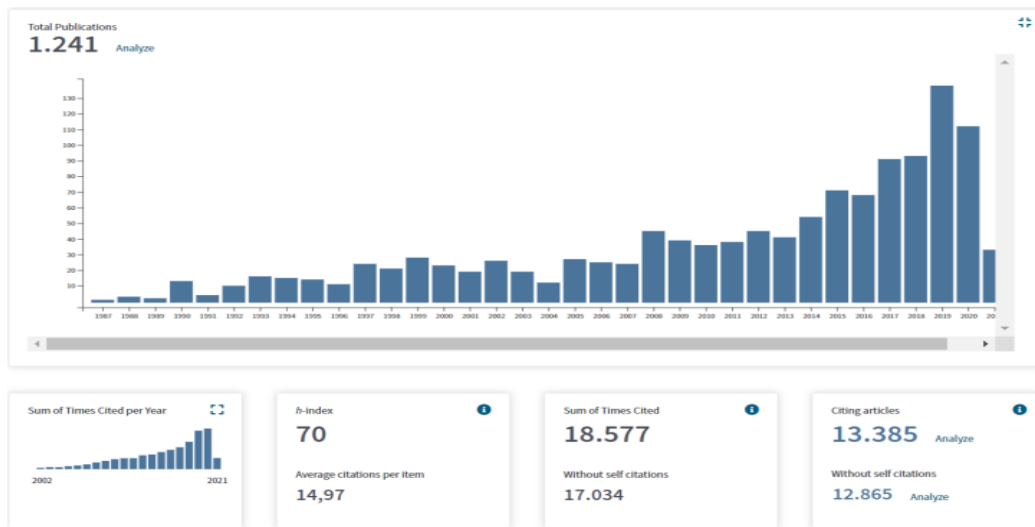 Total Publications
1.241 Analyze
130
120
110
100
90
80
70
60
50
40
30
20
10
1987 1988 1989 1990 1991 1992 1993 1994 1995 1996 1997 1998 1999 2000 2001 2002 2003 2004 2005 2006 2007 2008 2009 2010 2011 2012 2013 2014 2015 2016 2017 2018 2019 2020 20
Sum of Times Cited per Year
2002 2021
h-index
70
Average citations per item
14,97
Sum of Times Cited
18.577
Without self citations
17.034
Citing articles
13.385 Analyze
Without self citations
12.865 Analyze